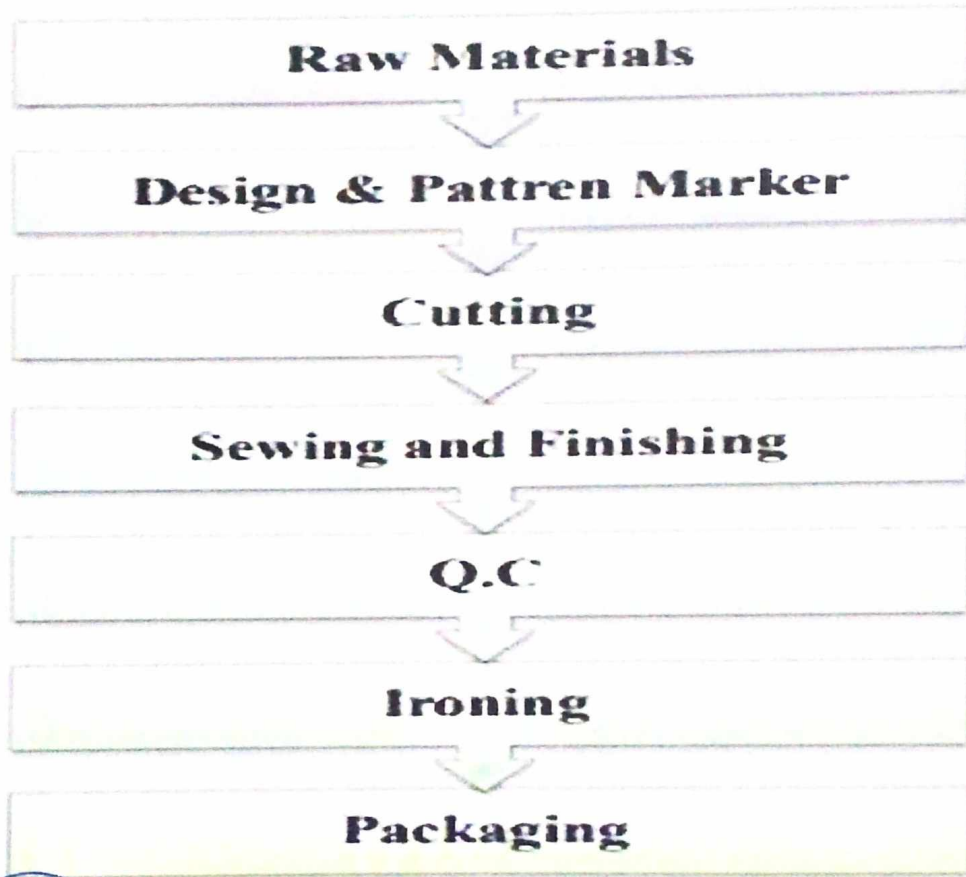 Raw Materials
Design & Pattren Marker
Cutting
Sewing and Finishing
Q.C
Ironing
Packaging